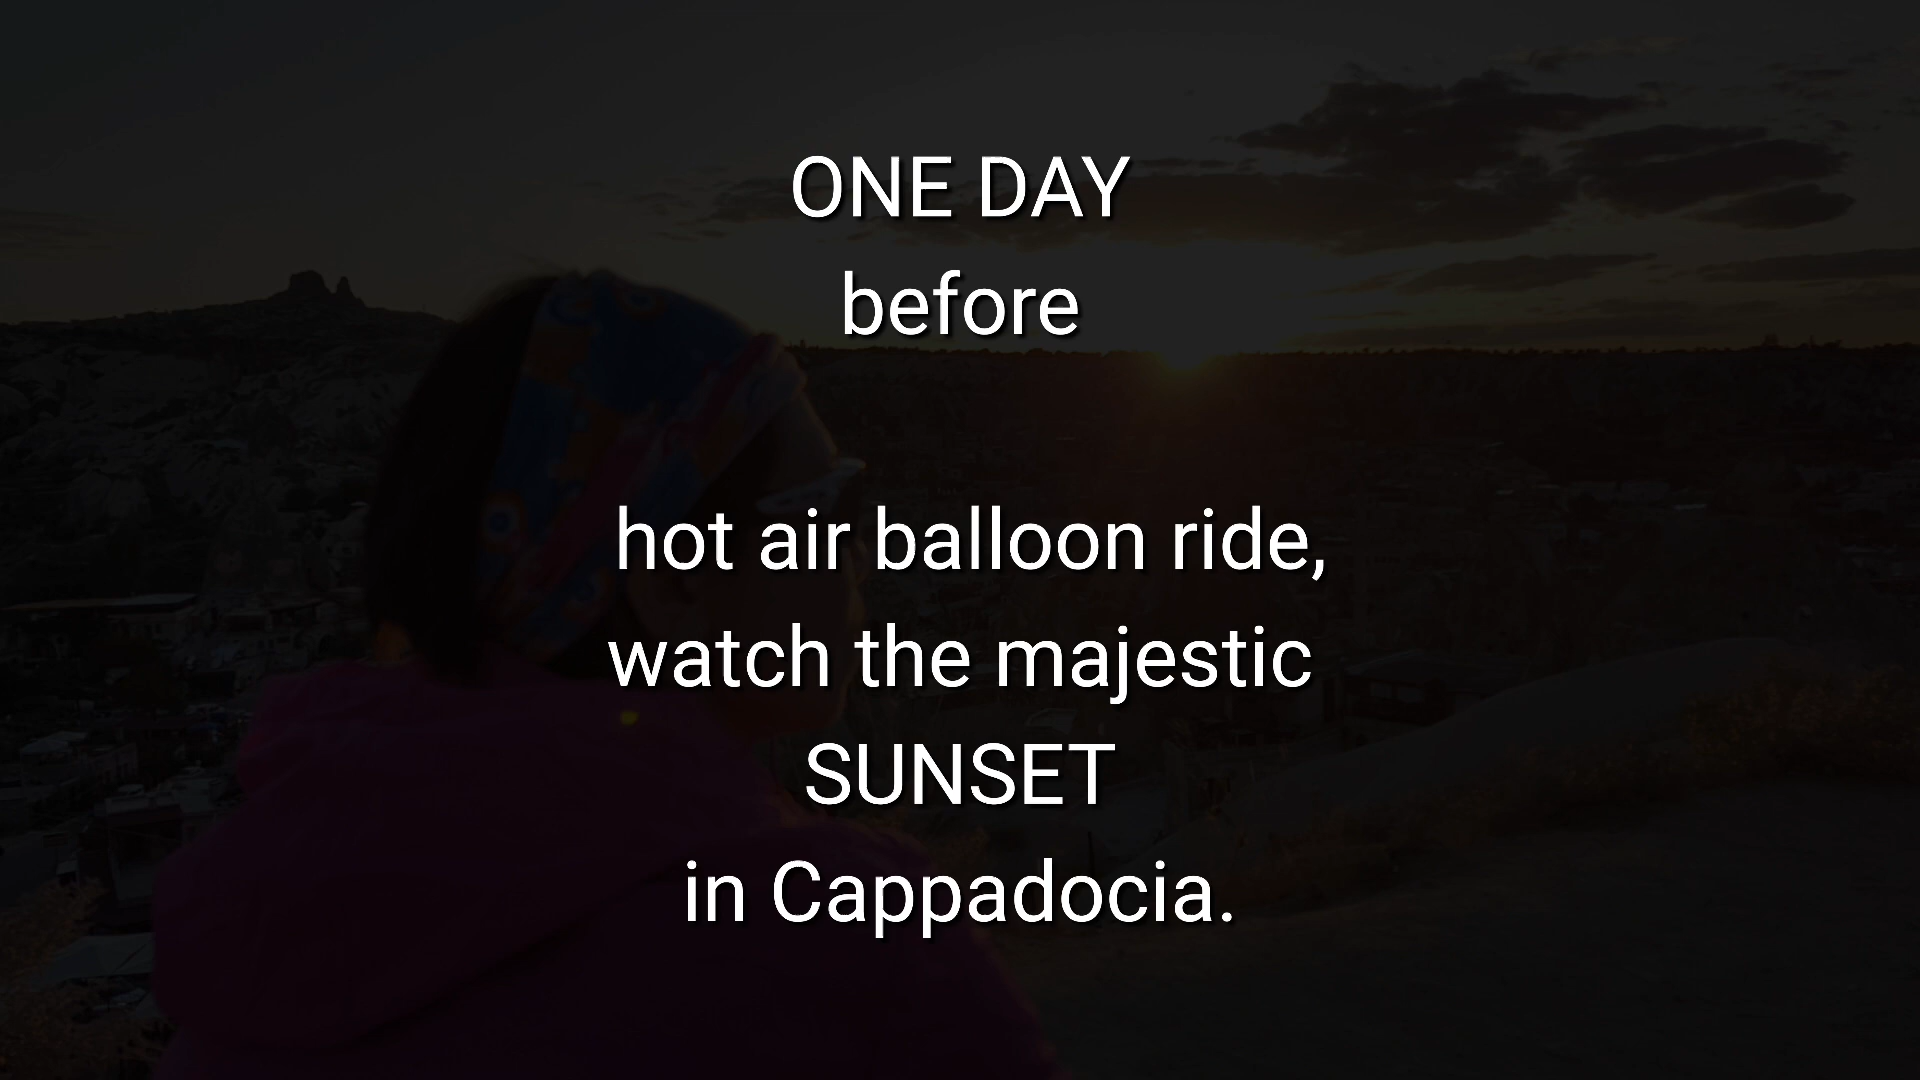 ONE DAY
before
hot air balloon ride,
watch the majestic
SUNSET
in Cappadocia.